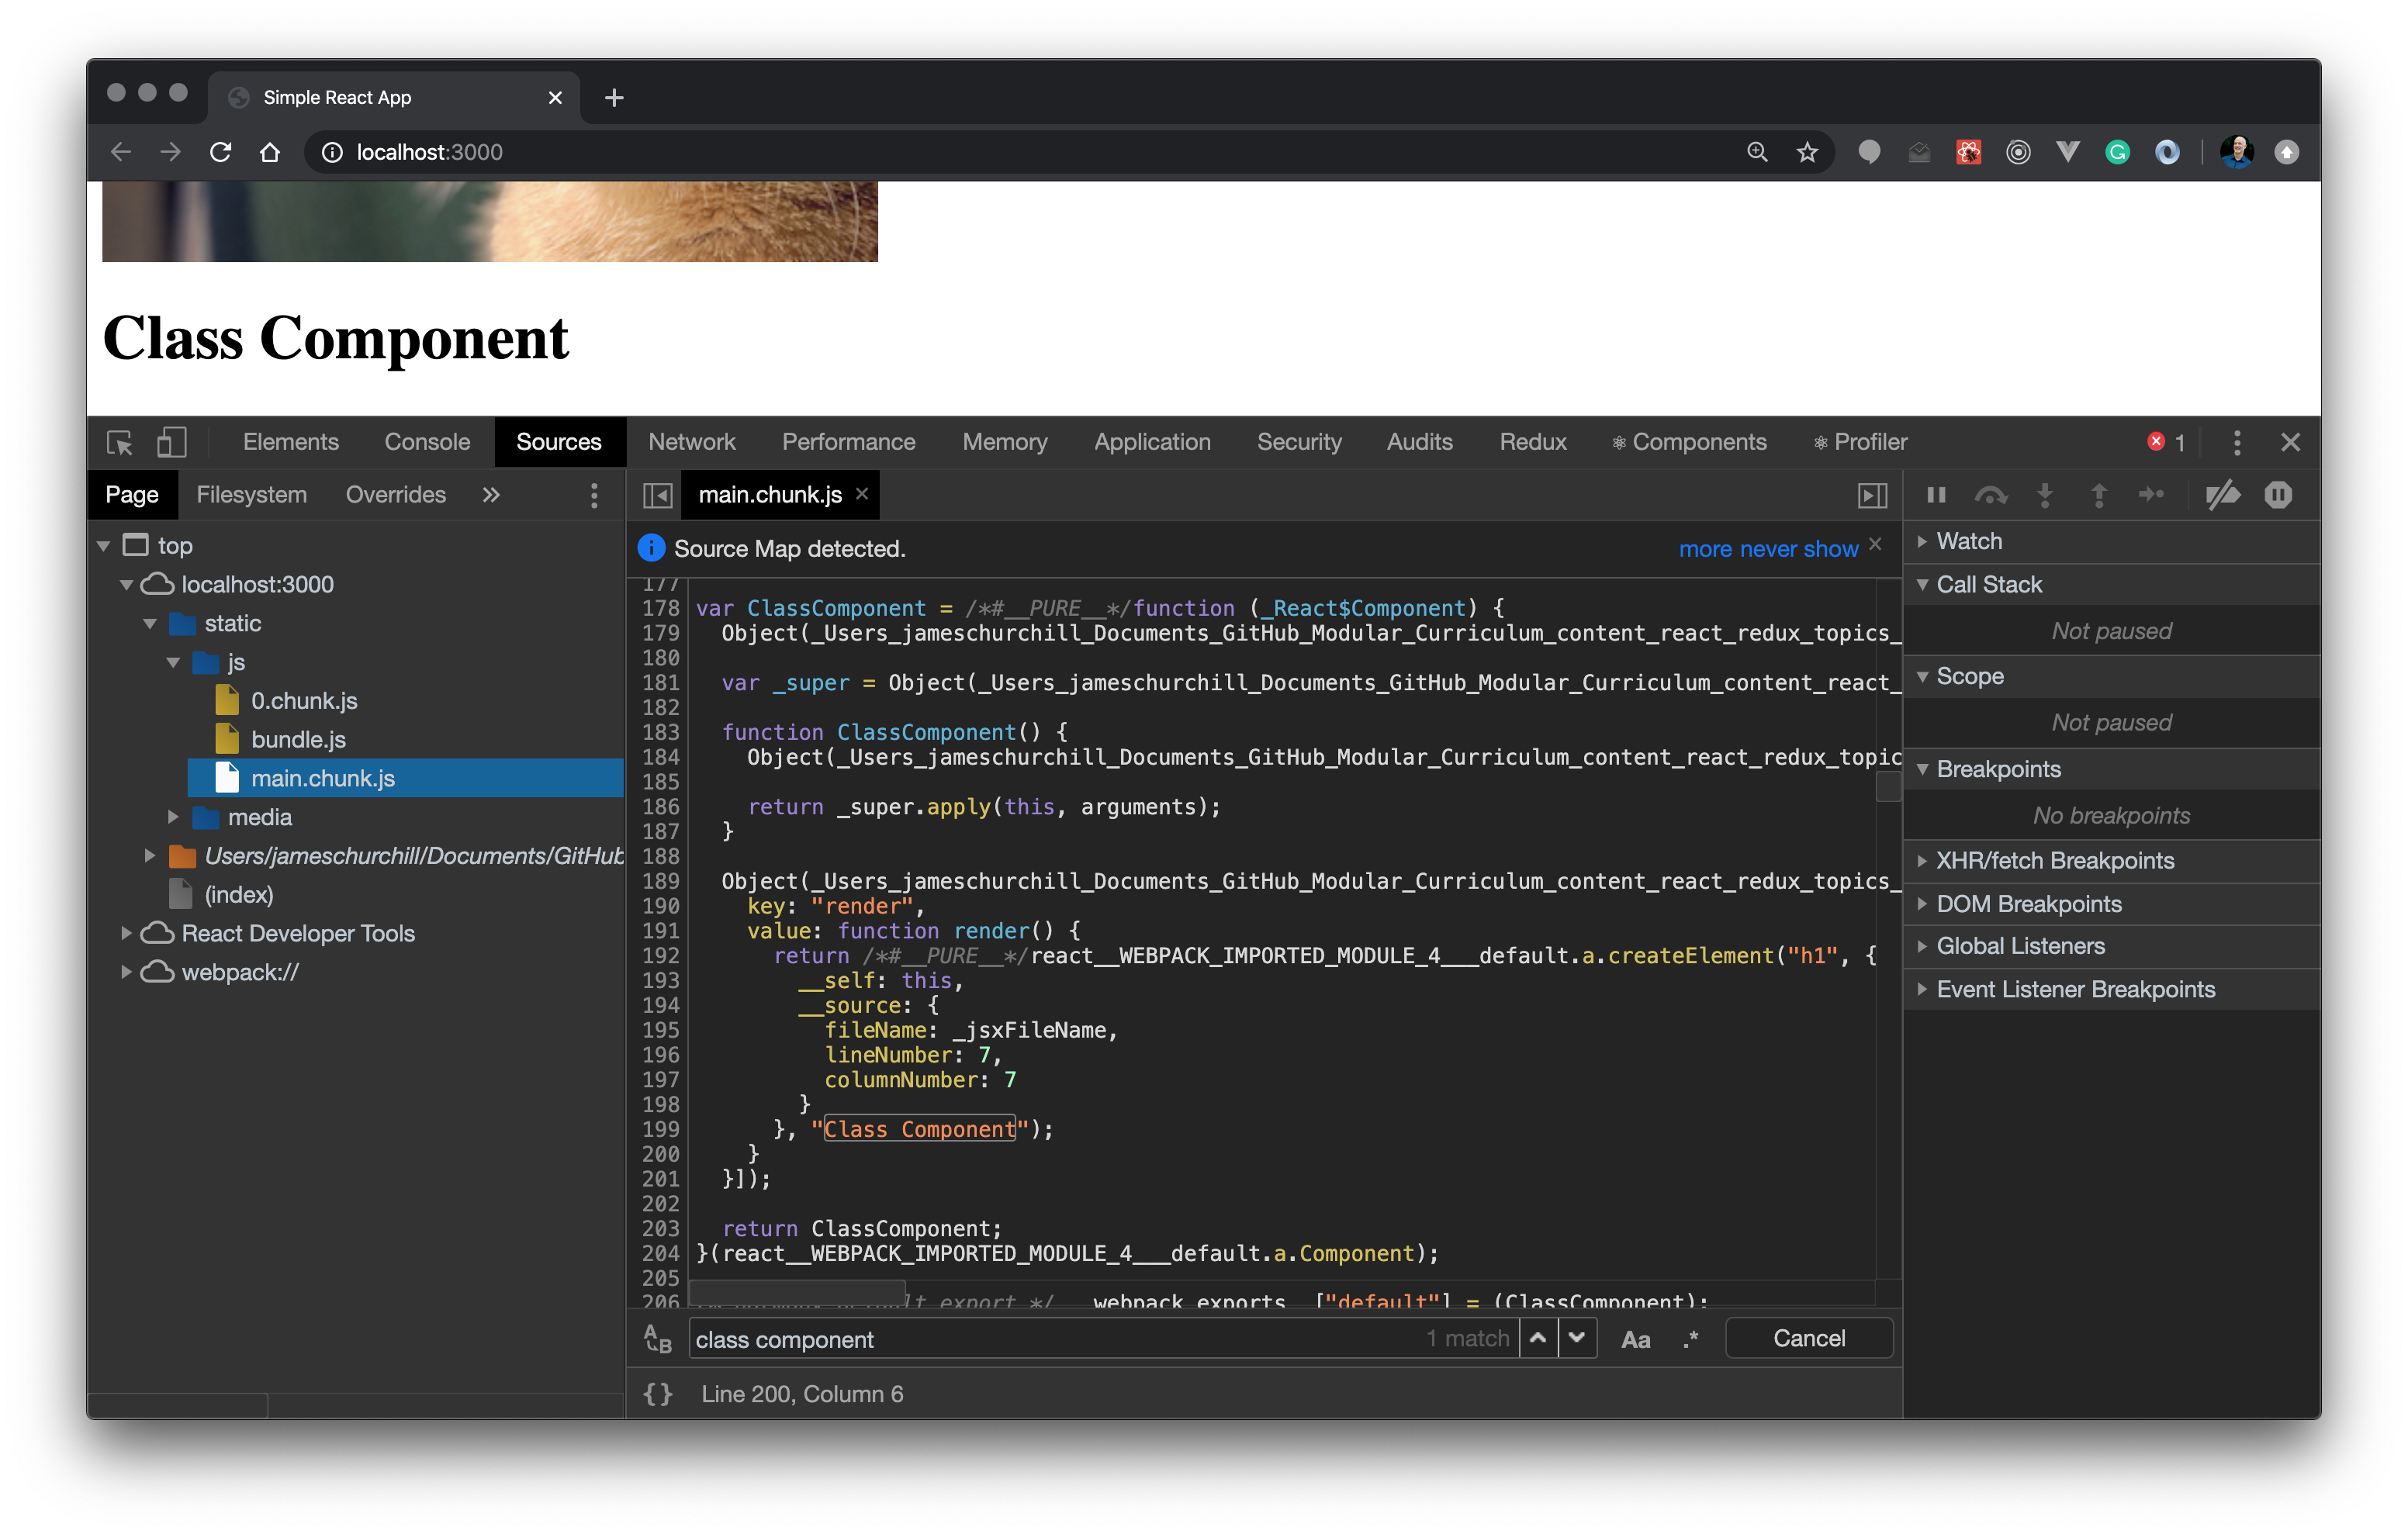 Simple React App
localhost:3000
Class Component
Elements Console Sources Network Performance Memory Application Security Audits Redux Components Profiler 1
Page Filesystem Overrides »
main.chunk.js
top
localhost:3000
static
js
0.chunk.js
bundle.js
main.chunk.js
media
Users/jameschurchill/Documents/GitHub
(index)
React Developer Tools
webpack://
Source Map detected. more never show
177
178 var ClassComponent = /*#__PURE__*/function (_React$Component) {
179 Object(_Users_jameschurchill_Documents_GitHub_Modular_Curriculum_content_react_redux_topics_
180
181 var _super = Object(_Users_jameschurchill_Documents_GitHub_Modular_Curriculum_content_react_
182
183 function ClassComponent() {
184 Object(_Users_jameschurchill_Documents_GitHub_Modular_Curriculum_content_react_redux_topic
185
186 return _super.apply(this, arguments);
187 }
188
189 Object(_Users_jameschurchill_Documents_GitHub_Modular_Curriculum_content_react_redux_topics_
190 key: "render",
191 value: function render() {
192 return /*#__PURE__*/react__WEBPACK_IMPORTED_MODULE_4___default.a.createElement("h1", {
193 __self: this,
194 __source: {
195 fileName: _jsxFileName,
196 lineNumber: 7,
197 columnNumber: 7
198 }
199 }, "Class Component");
200 }
201 }]);
202
203 return ClassComponent;
204 }(react__WEBPACK_IMPORTED_MODULE_4___default.a.Component);
205
206 export */ __webpack_exports__["default"] = (ClassComponent);
class component 1 match Aa .* Cancel
{} Line 200, Column 6
Watch
Call Stack
Not paused
Scope
Not paused
Breakpoints
No breakpoints
XHR/fetch Breakpoints
DOM Breakpoints
Global Listeners
Event Listener Breakpoints